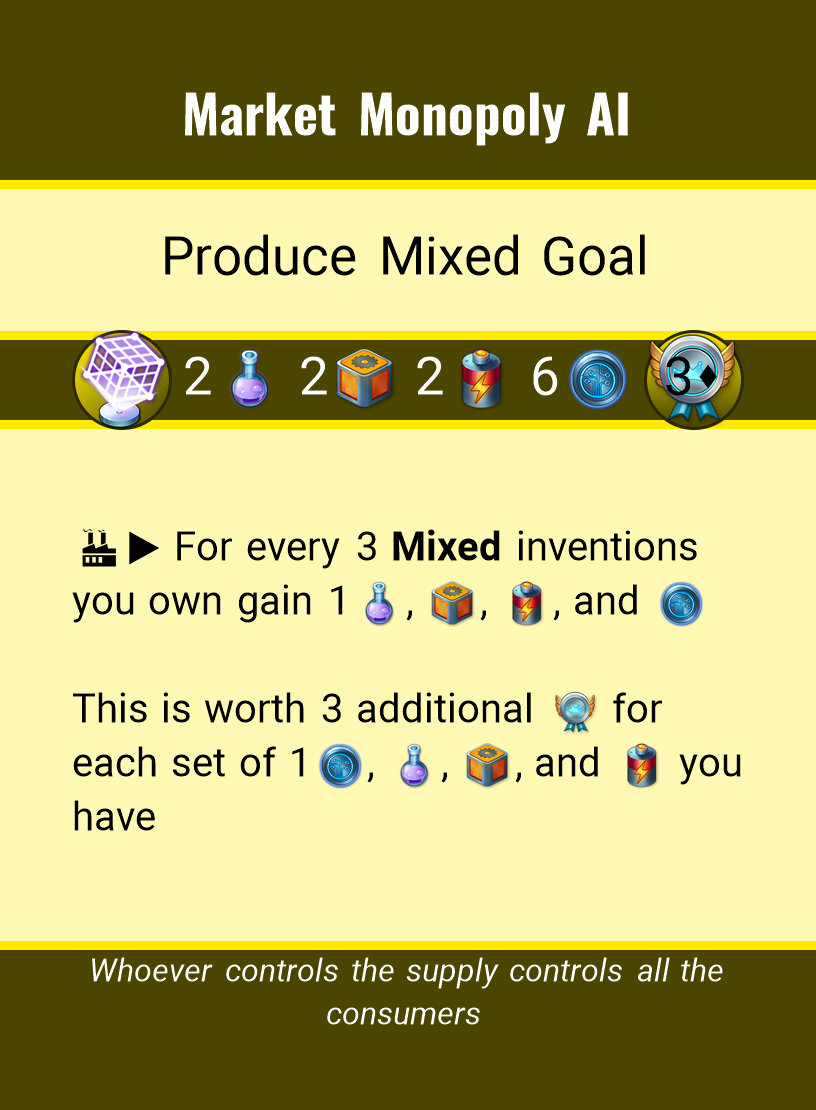 Market Monopoly AI
Produce Mixed Goal
2 2 2 6 3♦
▶ For every 3 Mixed inventions
you own gain 1 , , , and
This is worth 3 additional for
each set of 1 , , , and you
have
Whoever controls the supply controls all the
consumers